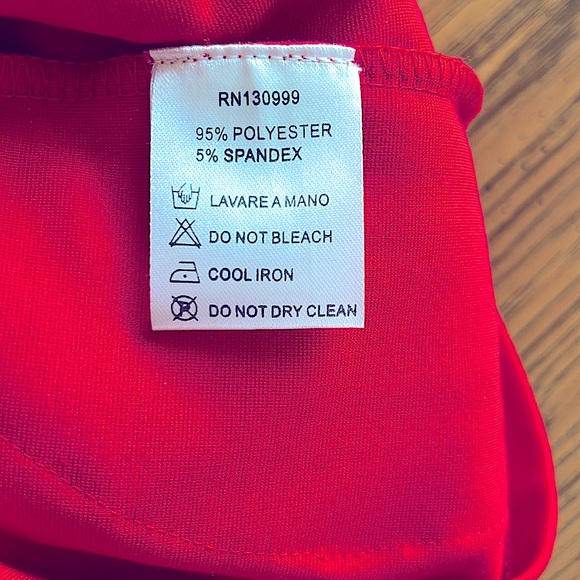 RN130999
95% POLYESTER
5% SPANDEX
LAVARE A MANO
DO NOT BLEACH
COOL IRON
P DO NOT DRY CLEAN